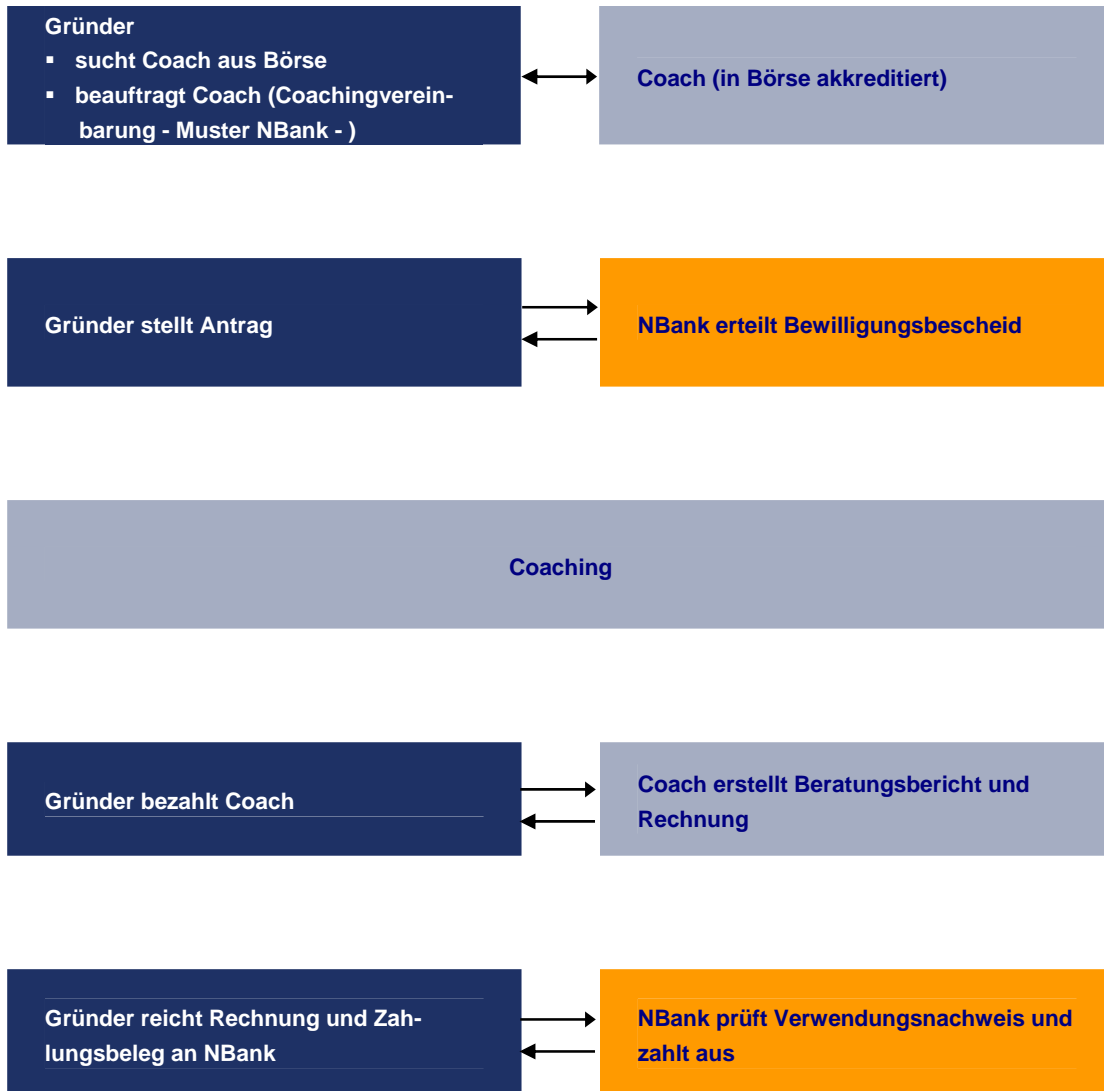 Gründer
▪ sucht Coach aus Börse
▪ beauftragt Coach (Coachingverein-
barung - Muster NBank - )
Coach (in Börse akkreditiert)
Gründer stellt Antrag
NBank erteilt Bewilligungsbescheid
Coaching
Gründer bezahlt Coach
Coach erstellt Beratungsbericht und
Rechnung
Gründer reicht Rechnung und Zah-
lungsbeleg an NBank
NBank prüft Verwendungsnachweis und
zahlt aus